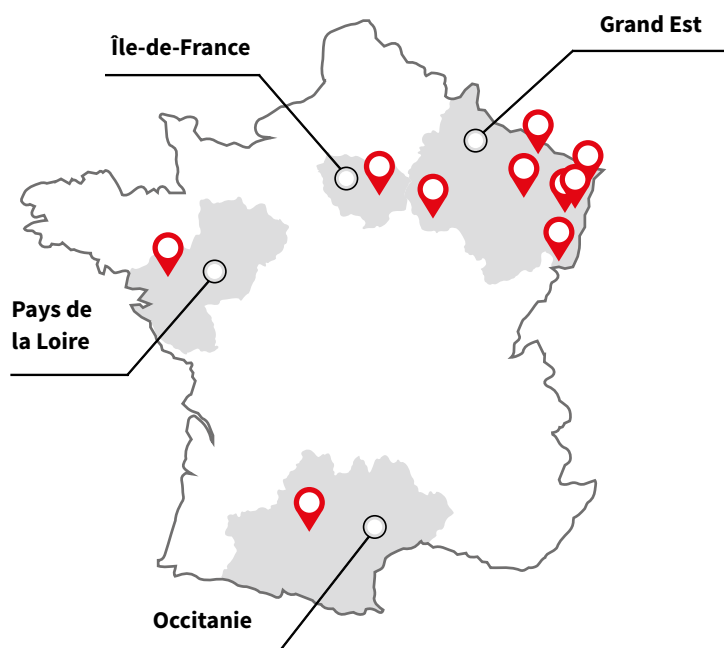 Grand Est
Île-de-France
Pays de
la Loire
Occitanie